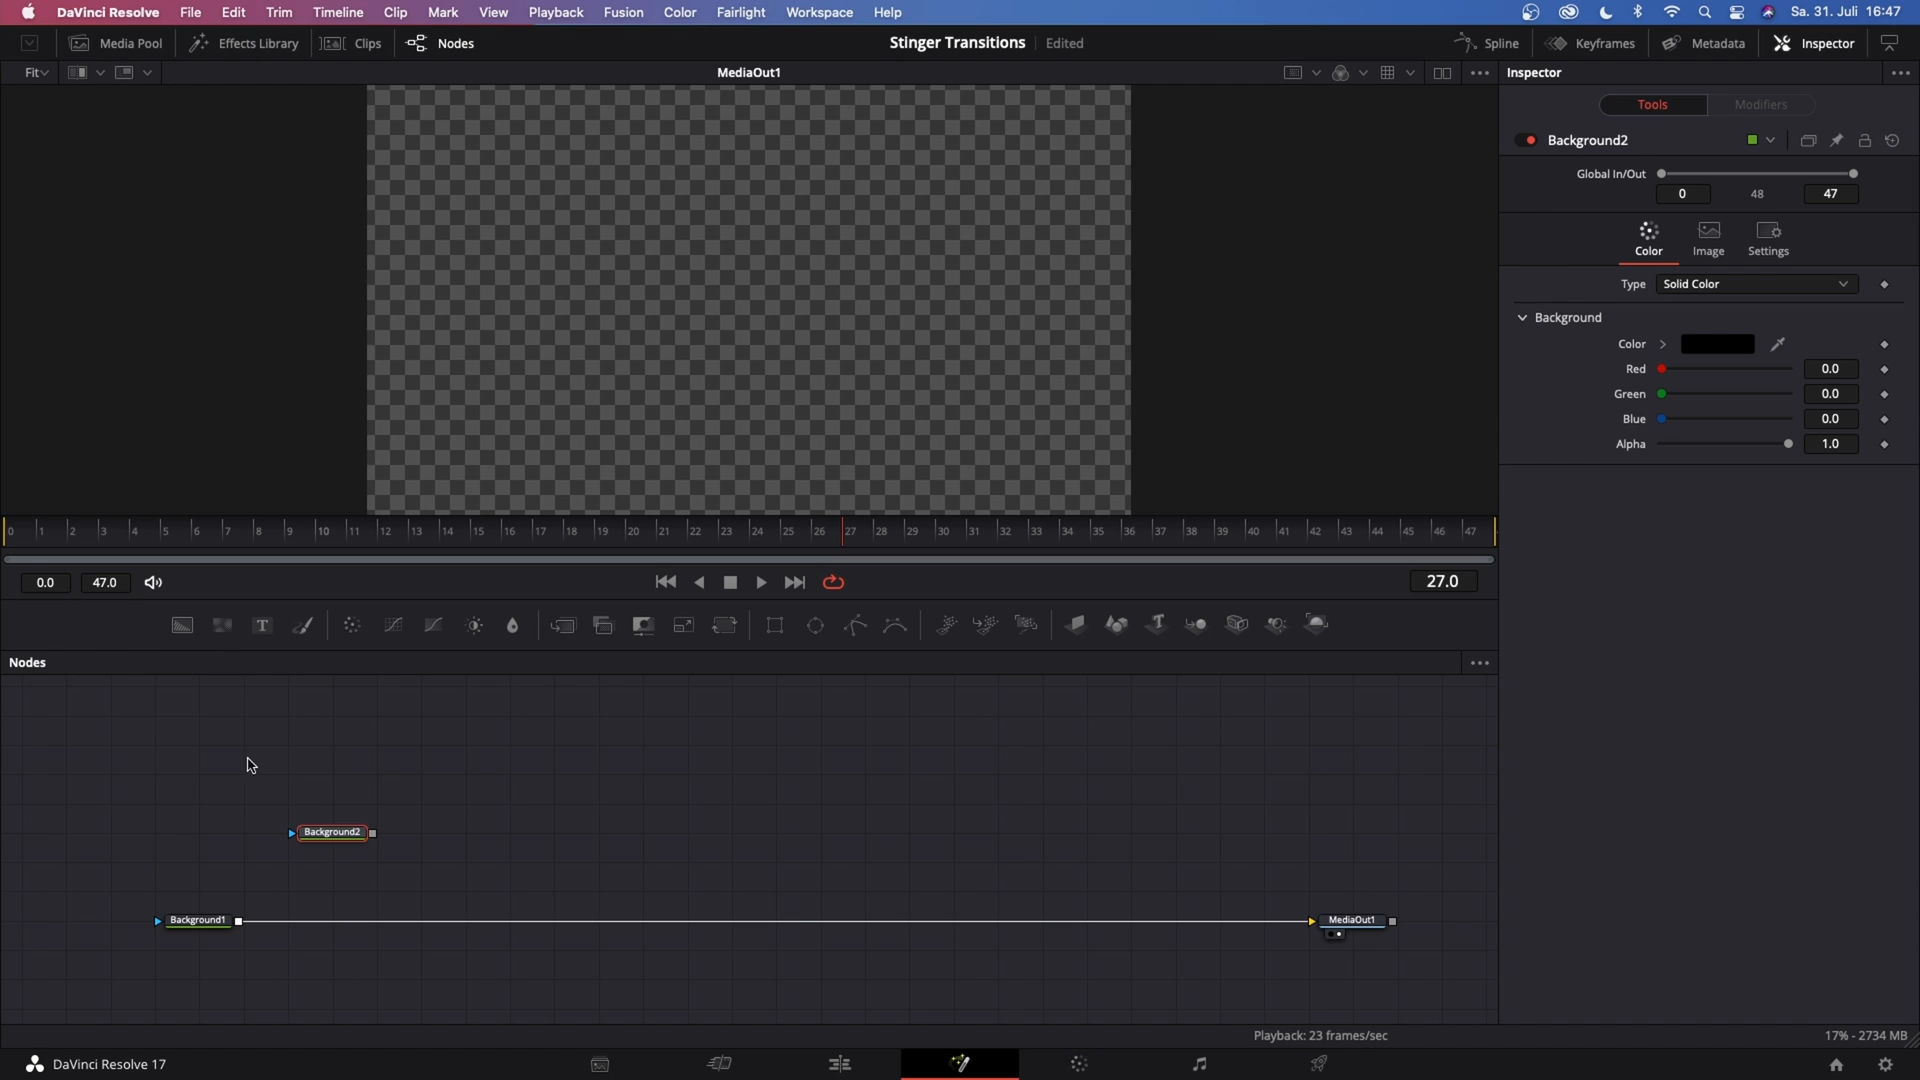 DaVinci Resolve File Edit Trim Timeline Clip Mark View Playback Fusion Color Fairlight Workspace Help Sa. 31. Juli 16:47
Media Pool Effects Library Clips Nodes Stinger Transitions Edited Spline Keyframes Metadata Inspector
Fit MediaOut1 Inspector
Tools Modifiers
Background2
Global In/Out
0 48 47
Color Image Settings
Type Solid Color
Background
Color
Red 0.0
Green 0.0
Blue 0.0
Alpha 1.0
0 1 2 3 4 5 6 7 8 9 10 11 12 13 14 15 16 17 18 19 20 21 22 23 24 25 26 27 28 29 30 31 32 33 34 35 36 37 38 39 40 41 42 43 44 45 46 47
0.0 47.0 27.0
T T
Nodes
Background2
Background1 MediaOut1
Playback: 23 frames/sec 17% - 2734 MB
DaVinci Resolve 17